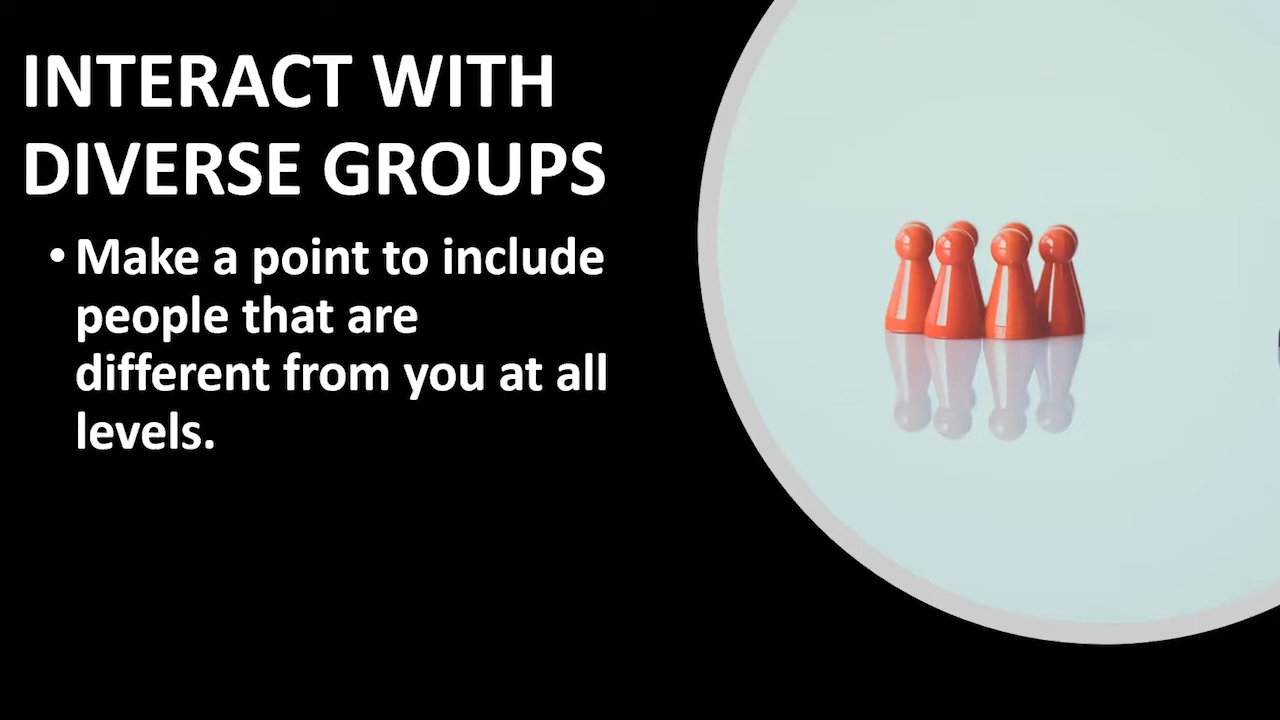 INTERACT WITH
DIVERSE GROUPS
• Make a point to include
people that are
different from you at all
levels.